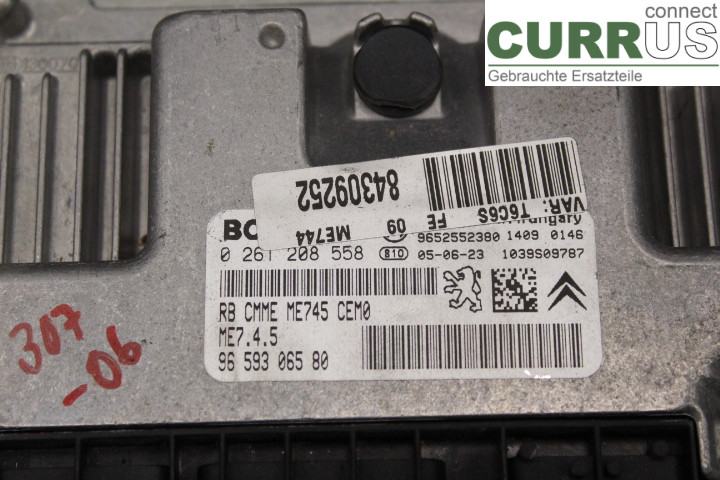 connect
CURRUS
Gebrauchte Ersatzteile
84309252
VAR: T6C6S
ME744 09 FE
Hungary
0 261 208 558
9652552380 1409 0146
810 05-06-23 1039S09787
RB CMME ME745 CEM0
ME7.4.5
96 593 065 80
307
-06